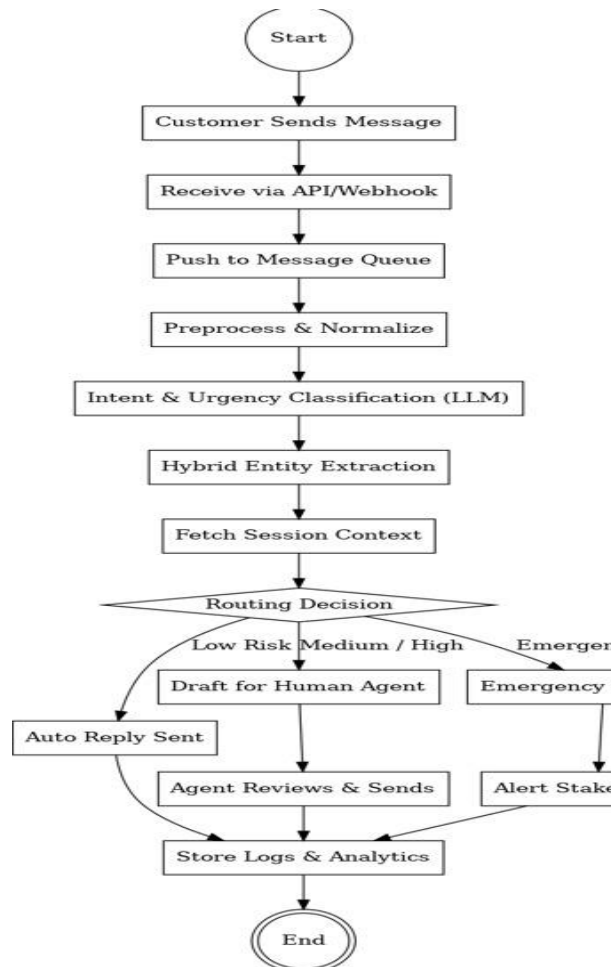 Start
Customer Sends Message
Receive via API/Webhook
Push to Message Queue
Preprocess & Normalize
Intent & Urgency Classification (LLM)
Hybrid Entity Extraction
Fetch Session Context
Routing Decision
Low Risk Medium / High
Draft for Human Agent
Emergency
Auto Reply Sent
Agent Reviews & Sends
Alert
Store Logs & Analytics
End